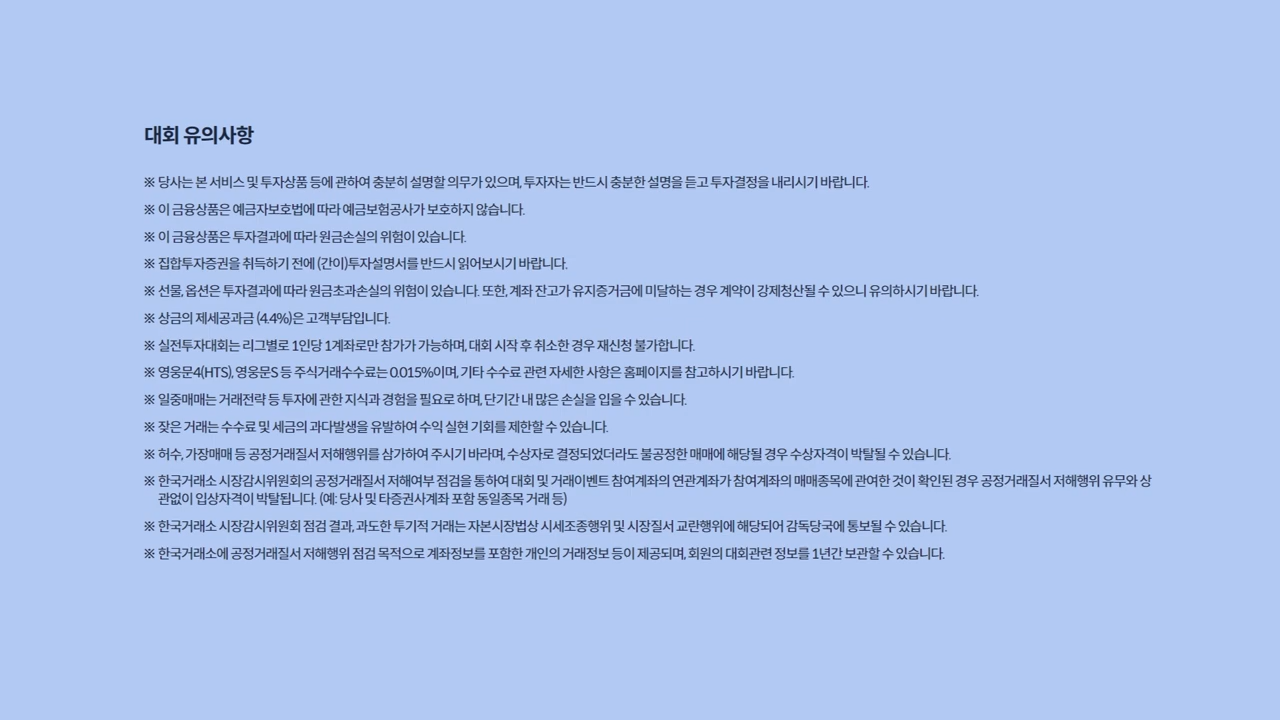 대회 유의사항
※ 당사는 본 서비스 및 투자상품 등에 관하여 충분히 설명할 의무가 있으며, 투자자는 반드시 충분한 설명을 듣고 투자결정을 내리시기 바랍니다.
※ 이 금융상품은 예금자보호법에 따라 예금보험공사가 보호하지 않습니다.
※ 이 금융상품은 투자결과에 따라 원금손실의 위험이 있습니다.
※ 집합투자증권을 취득하기 전에 (간이)투자설명서를 반드시 읽어보시기 바랍니다.
※ 선물, 옵션은 투자결과에 따라 원금초과손실의 위험이 있습니다. 또한, 계좌 잔고가 유지증거금에 미달하는 경우 계약이 강제청산될 수 있으니 유의하시기 바랍니다.
※ 상금의 제세공과금 (4.4%)은 고객부담입니다.
※ 실전투자대회는 리그별로 1인당 1계좌로만 참가가 가능하며, 대회 시작 후 취소한 경우 재신청 불가합니다.
※ 영웅문4(HTS), 영웅문S 등 주식거래수수료는 0.015%이며, 기타 수수료 관련 자세한 사항은 홈페이지를 참고하시기 바랍니다.
※ 일중매매는 거래전략 등 투자에 관한 지식과 경험을 필요로 하며, 단기간 내 많은 손실을 입을 수 있습니다.
※ 잦은 거래는 수수료 및 세금의 과다발생을 유발하여 수익 실현 기회를 제한할 수 있습니다.
※ 허수, 가장매매 등 공정거래질서 저해행위를 삼가하여 주시기 바라며, 수상자로 결정되었더라도 불공정한 매매에 해당될 경우 수상자격이 박탈될 수 있습니다.
※ 한국거래소 시장감시위원회의 공정거래질서 저해여부 점검을 통하여 대회 및 거래이벤트 참여계좌의 연관계좌가 참여계좌의 매매종목에 관여한 것이 확인된 경우 공정거래질서 저해행위 유무와 상
관없이 입상자격이 박탈됩니다. (예: 당사 및 타증권사계좌 포함 동일종목 거래 등)
※ 한국거래소 시장감시위원회 점검 결과, 과도한 투기적 거래는 자본시장법상 시세조종행위 및 시장질서 교란행위에 해당되어 감독당국에 통보될 수 있습니다.
※ 한국거래소에 공정거래질서 저해행위 점검 목적으로 계좌정보를 포함한 개인의 거래정보 등이 제공되며, 회원의 대회관련 정보를 1년간 보관할 수 있습니다.